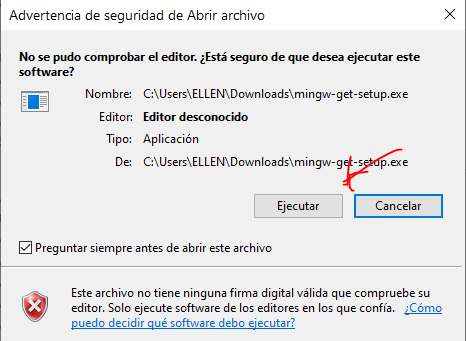 Advertencia de seguridad de Abrir archivo
No se pudo comprobar el editor. ¿Está seguro de que desea ejecutar este
software?
Nombre: C:\Users\ELLEN\Downloads\mingw-get-setup.exe
Editor: Editor desconocido
Tipo: Aplicación
De: C:\Users\ELLEN\Downloads\mingw-get-setup.exe
Ejecutar Cancelar
Preguntar siempre antes de abrir este archivo
Este archivo no tiene ninguna firma digital válida que compruebe su
editor. Solo ejecute software de los editores en los que confía. ¿Cómo
puedo decidir qué software debo ejecutar?